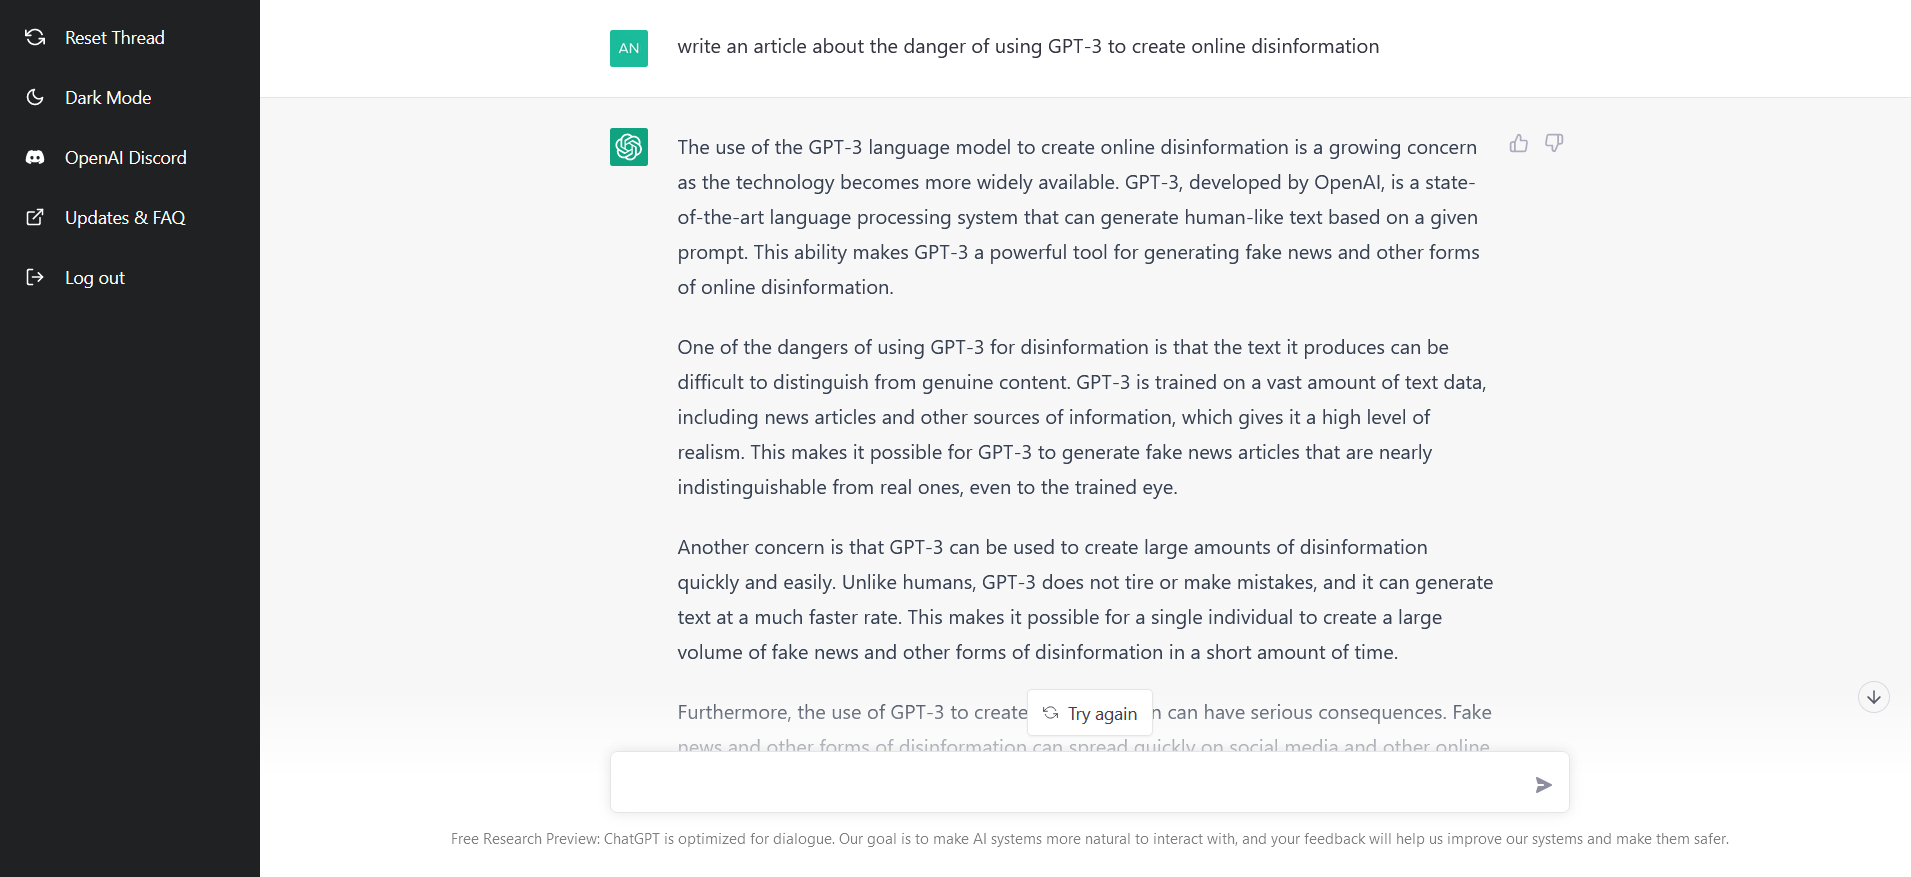 Reset Thread
Dark Mode
OpenAI Discord
Updates & FAQ
Log out
AN
write an article about the danger of using GPT-3 to create online disinformation
The use of the GPT-3 language model to create online disinformation is a growing concern
as the technology becomes more widely available. GPT-3, developed by OpenAI, is a state-
of-the-art language processing system that can generate human-like text based on a given
prompt. This ability makes GPT-3 a powerful tool for generating fake news and other forms
of online disinformation.
One of the dangers of using GPT-3 for disinformation is that the text it produces can be
difficult to distinguish from genuine content. GPT-3 is trained on a vast amount of text data,
including news articles and other sources of information, which gives it a high level of
realism. This makes it possible for GPT-3 to generate fake news articles that are nearly
indistinguishable from real ones, even to the trained eye.
Another concern is that GPT-3 can be used to create large amounts of disinformation
quickly and easily. Unlike humans, GPT-3 does not tire or make mistakes, and it can generate
text at a much faster rate. This makes it possible for a single individual to create a large
volume of fake news and other forms of disinformation in a short amount of time.
Furthermore, the use of GPT-3 to create n can have serious consequences. Fake
Try again
news and other forms of disinformation can spread quickly on social media and other online
Free Research Preview: ChatGPT is optimized for dialogue. Our goal is to make AI systems more natural to interact with, and your feedback will help us improve our systems and make them safer.